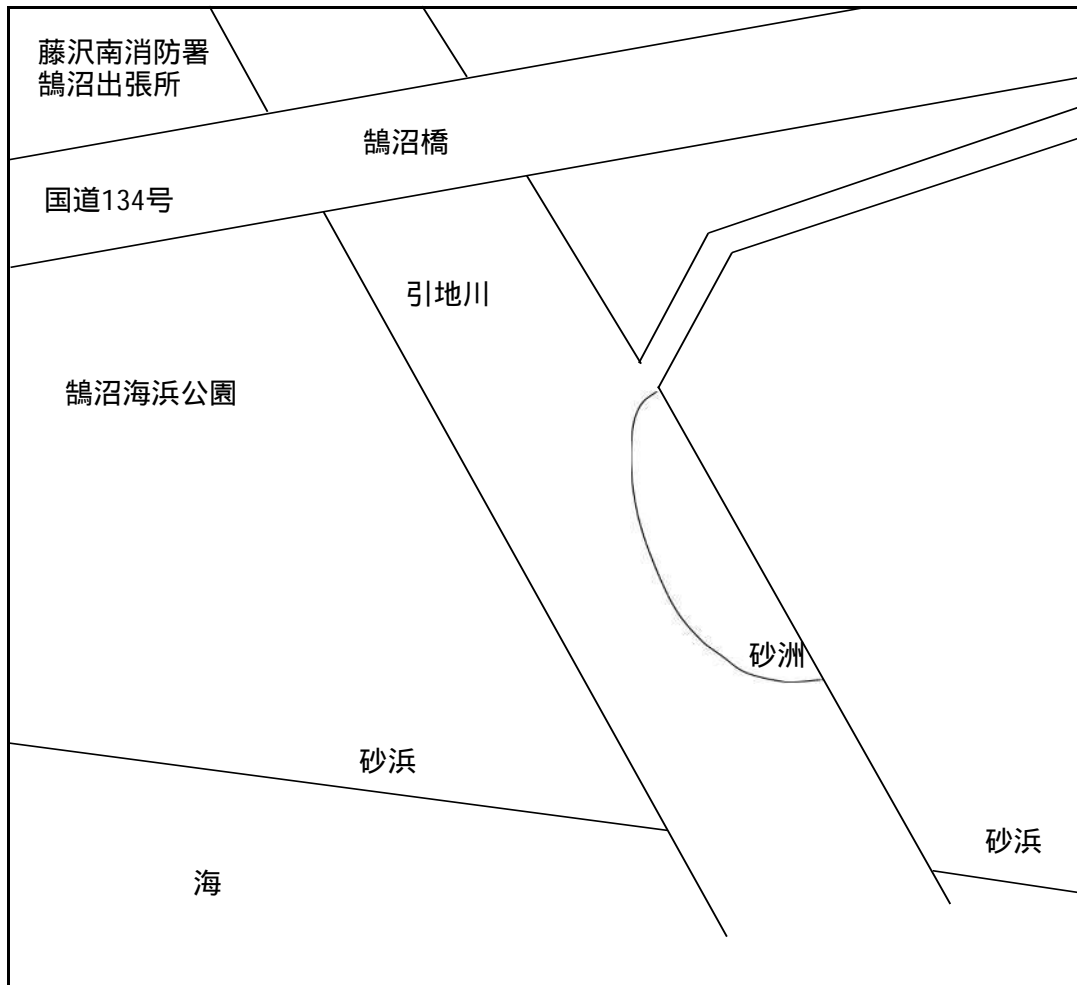 藤沢南消防署
鵠沼出張所
鵠沼橋
国道134号
引地川
鵠沼海浜公園
砂洲
砂浜
砂浜
海